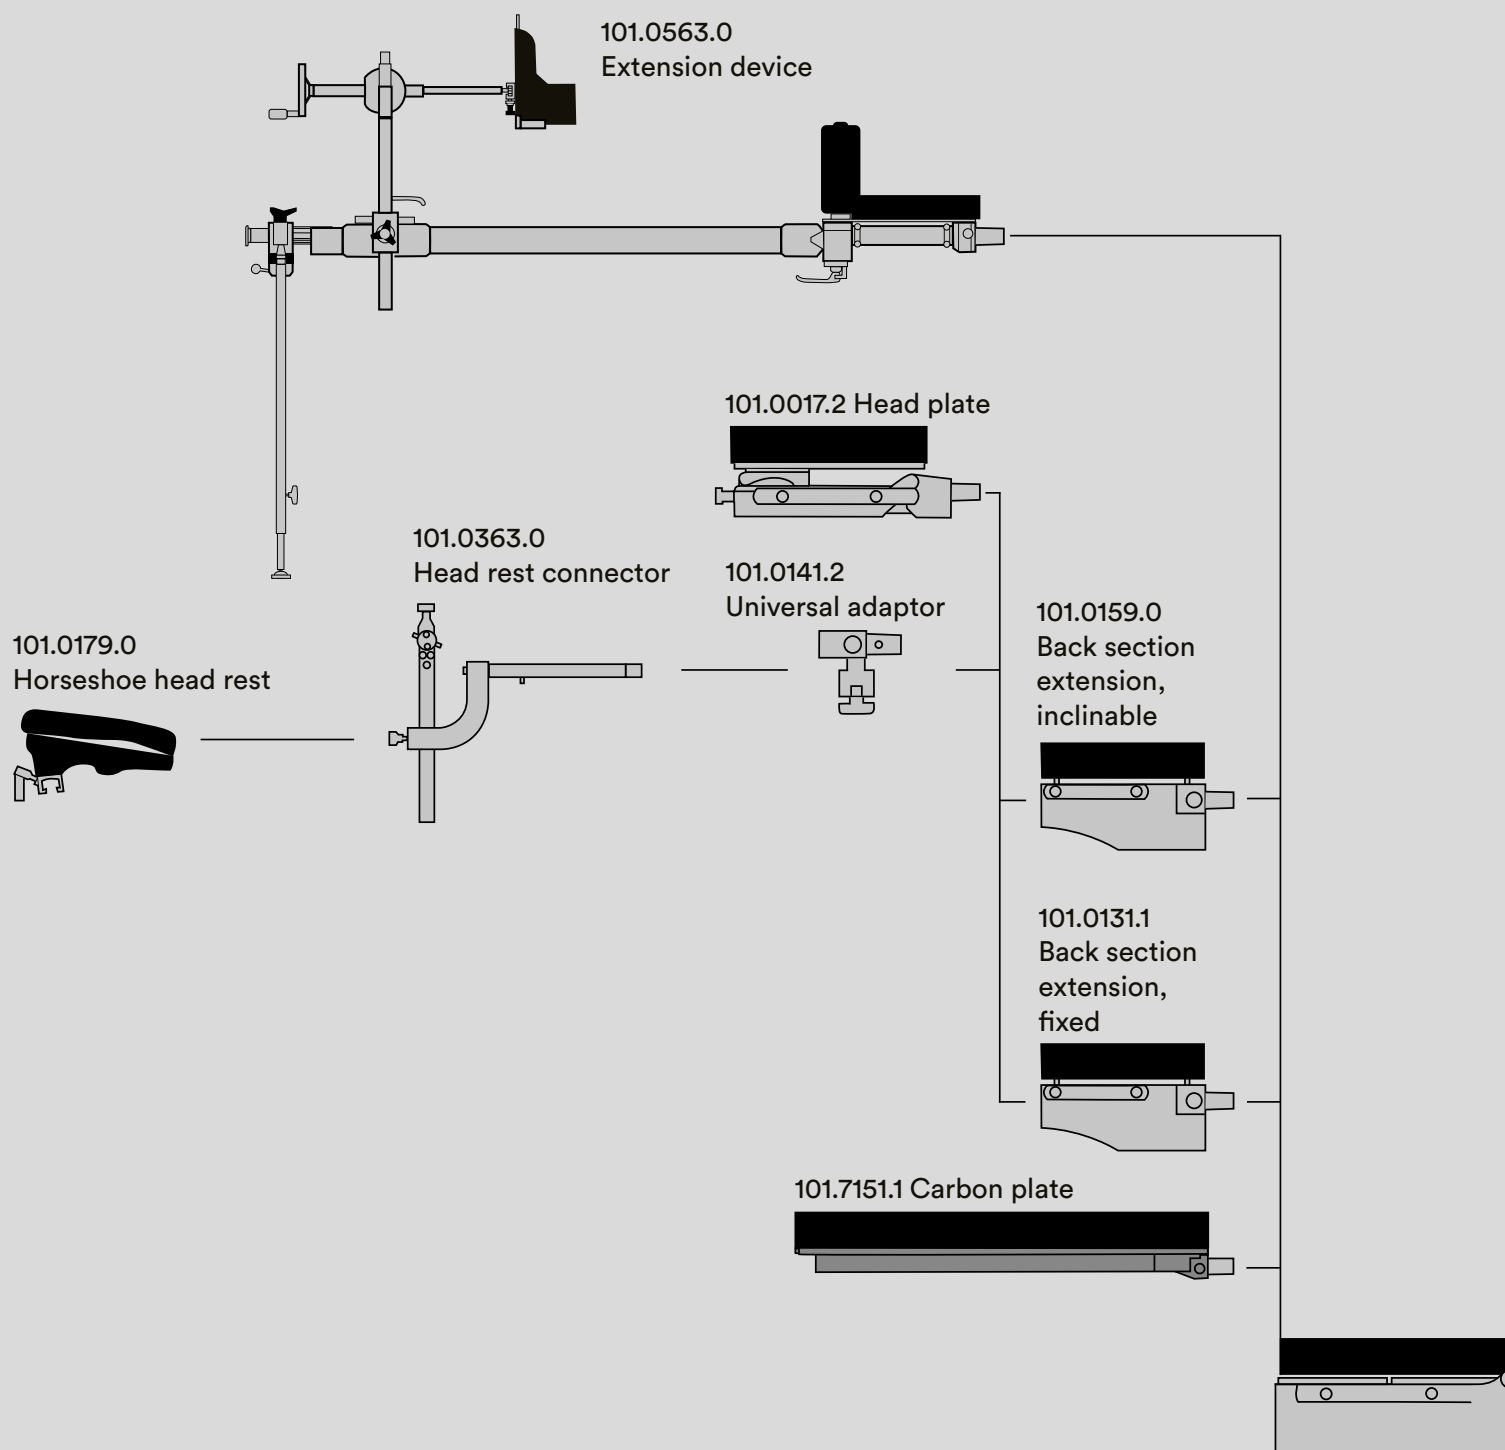 101.0563.0
Extension device
101.0017.2 Head plate
101.0363.0
Head rest connector
101.0141.2
Universal adaptor
101.0159.0
Back section
extension,
inclinable
101.0179.0
Horseshoe head rest
101.0131.1
Back section
extension,
fixed
101.7151.1 Carbon plate